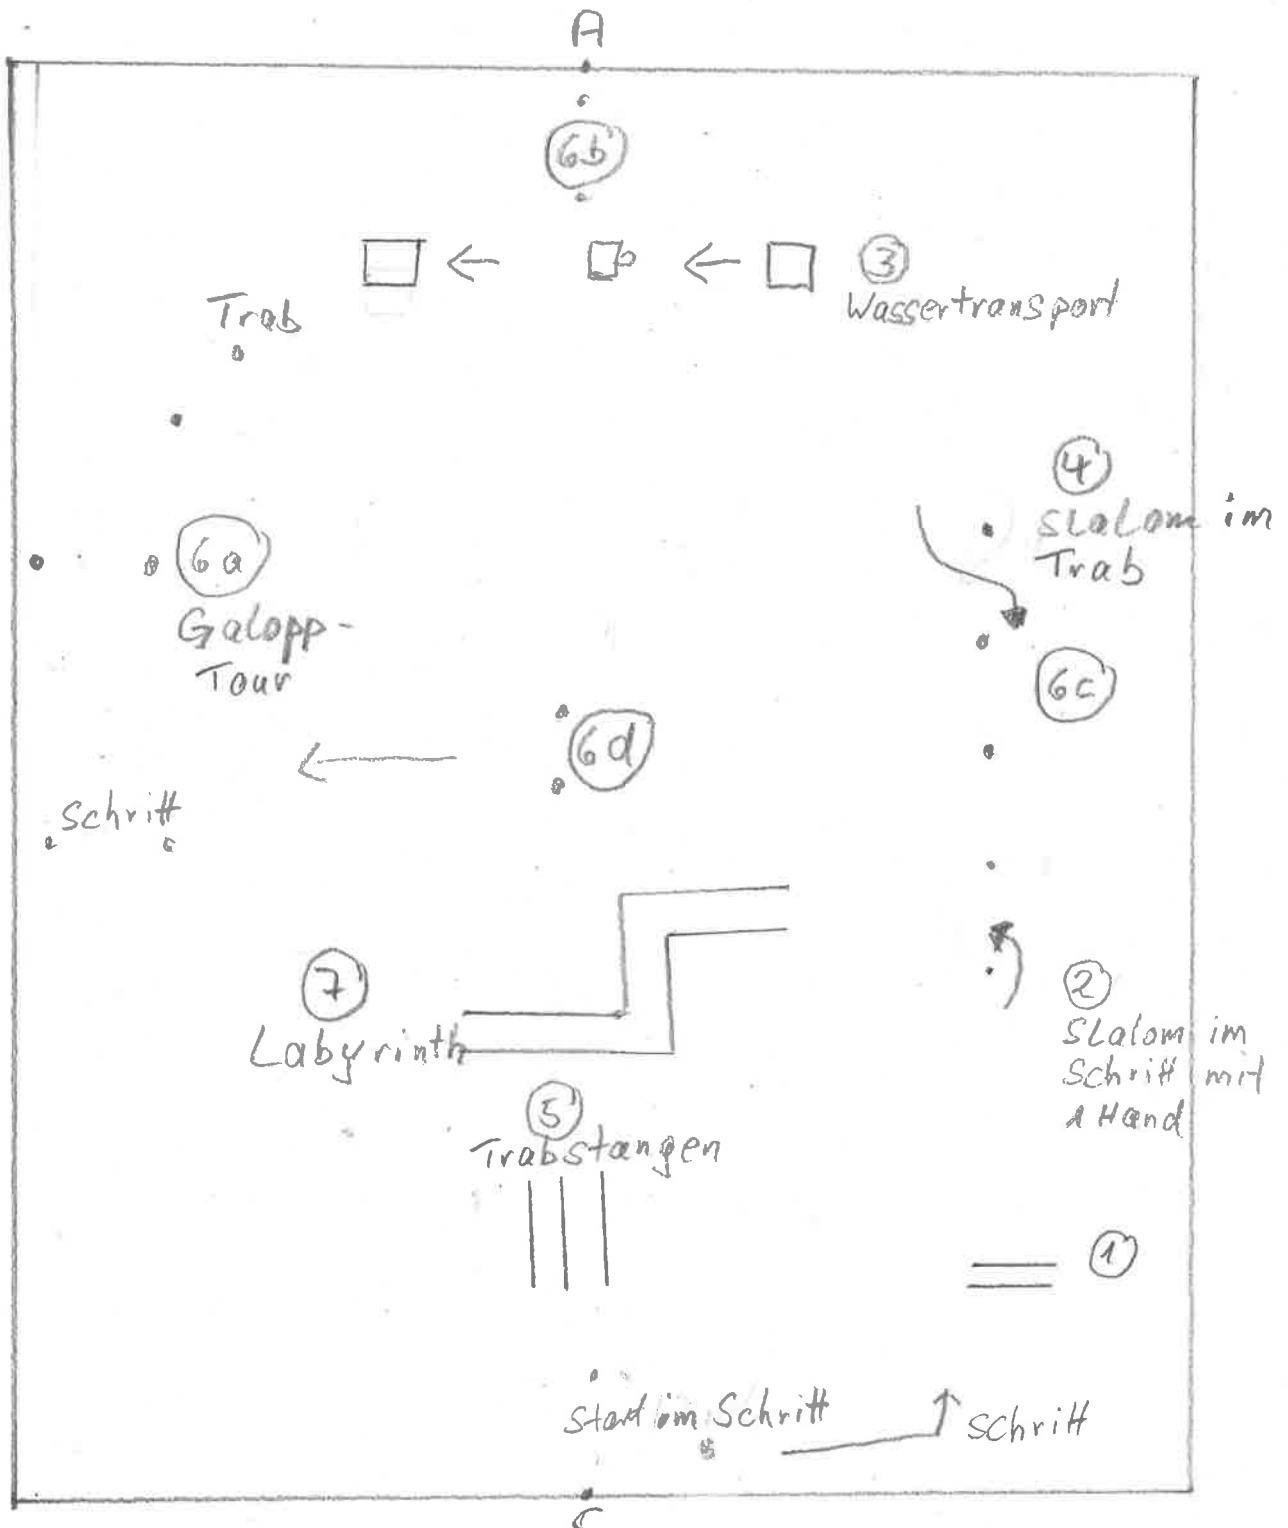 A
6b
3
Wassertransport
Trab
4
Slalom im
Trab
6a
Galopp-
Tour
6c
6d
Schritt
7
Labyrinth
2
Slalom im
Schritt mit
1 Hand
5
Trabstangen
1
Start im Schritt
Schritt
C